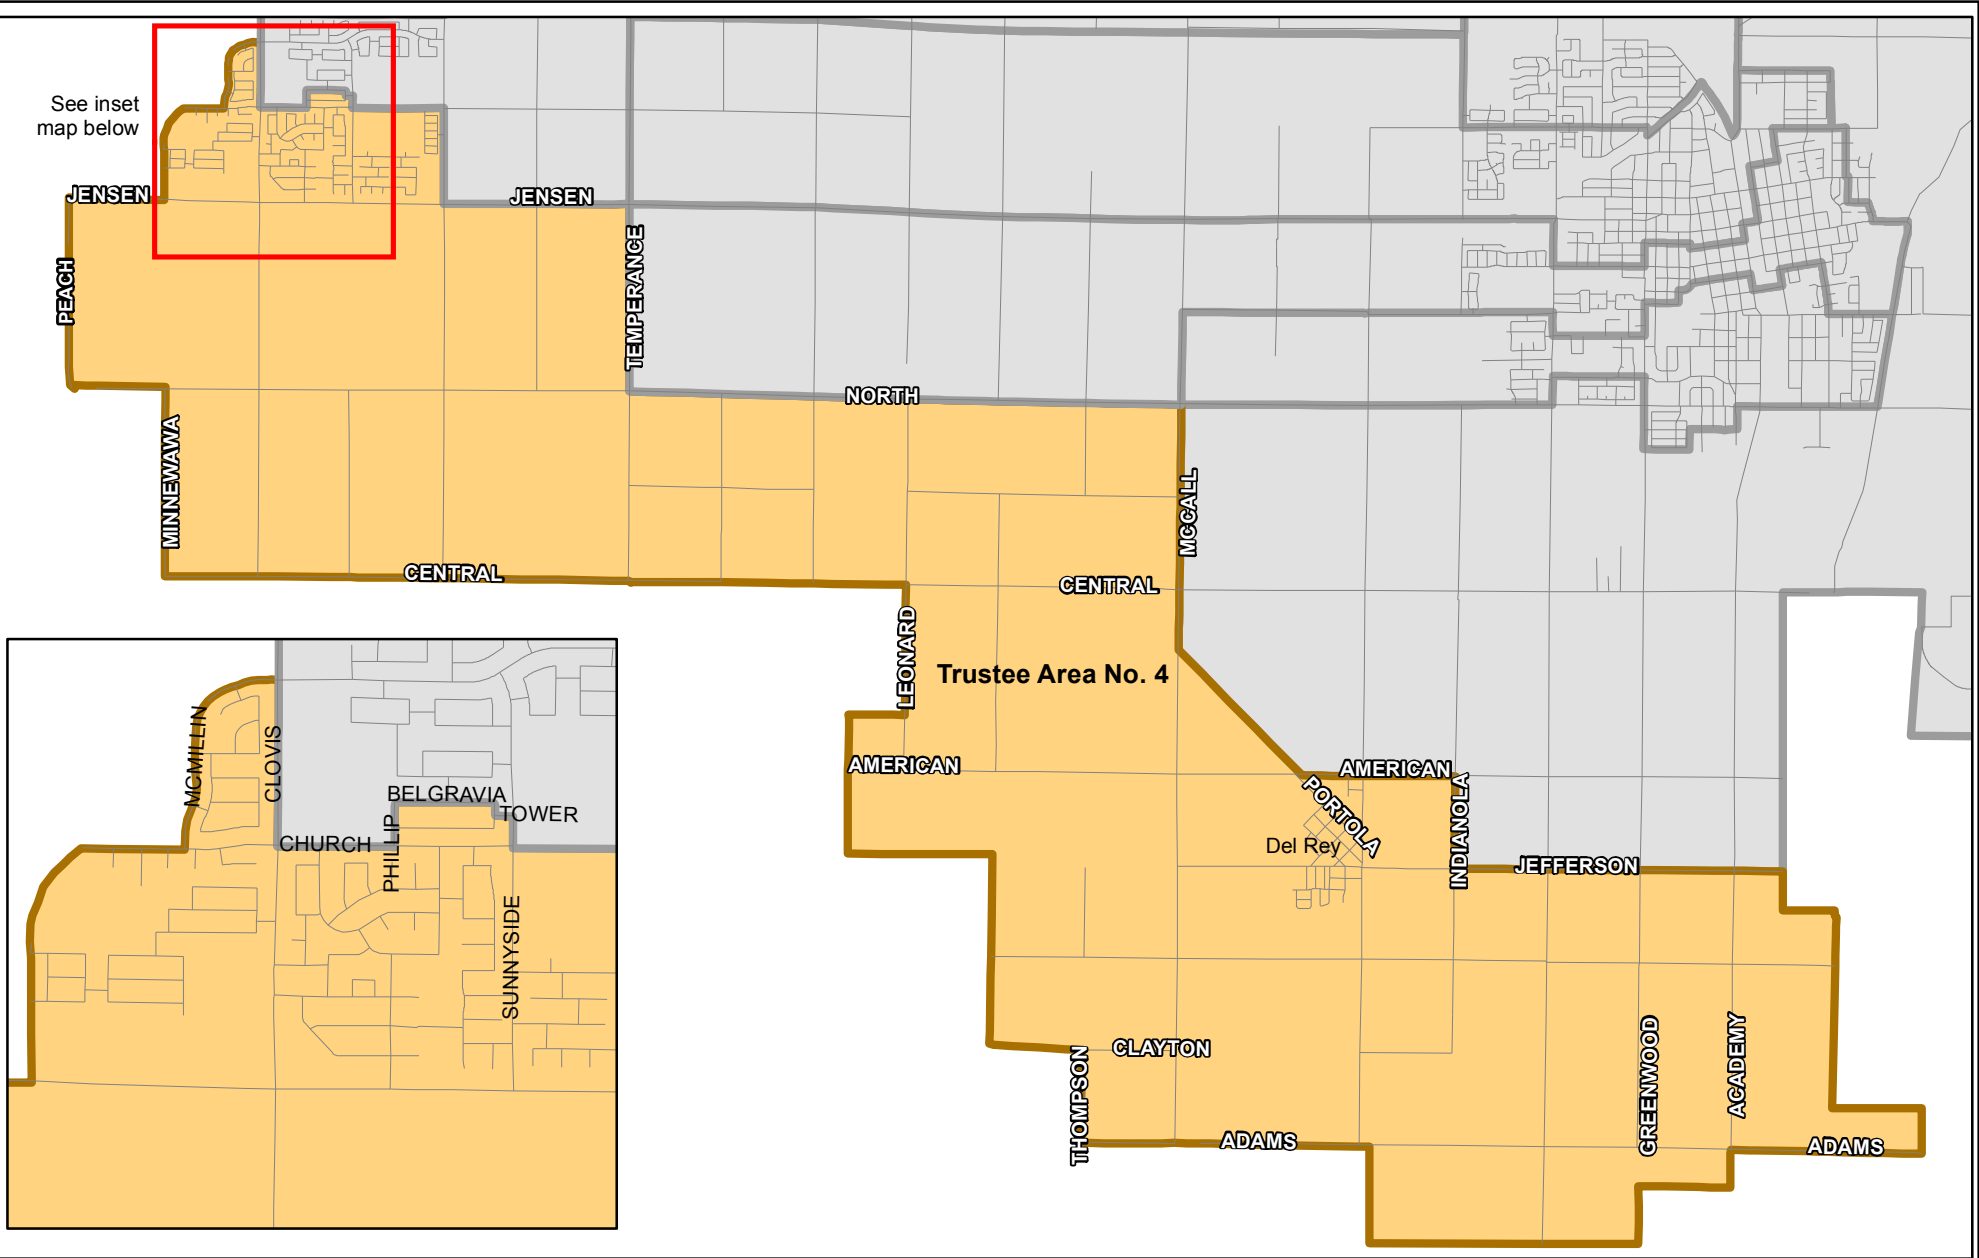 See inset
map below
JENSEN
JENSEN
PEACH
TEMPERANCE
NORTH
MINNEWAWA
MCCALL
CENTRAL
CENTRAL
LEONARD
Trustee Area No. 4
AMERICAN
AMERICAN
PORTOLA
INDIANOLA
Del Rey
JEFFERSON
CLAYTON
THOMPSON
GREENWOOD
ACADEMY
ADAMS
ADAMS
MCMILLIN
CLOVIS
BELGRAVIA
TOWER
CHURCH
PHILLIP
SUNNYSIDE